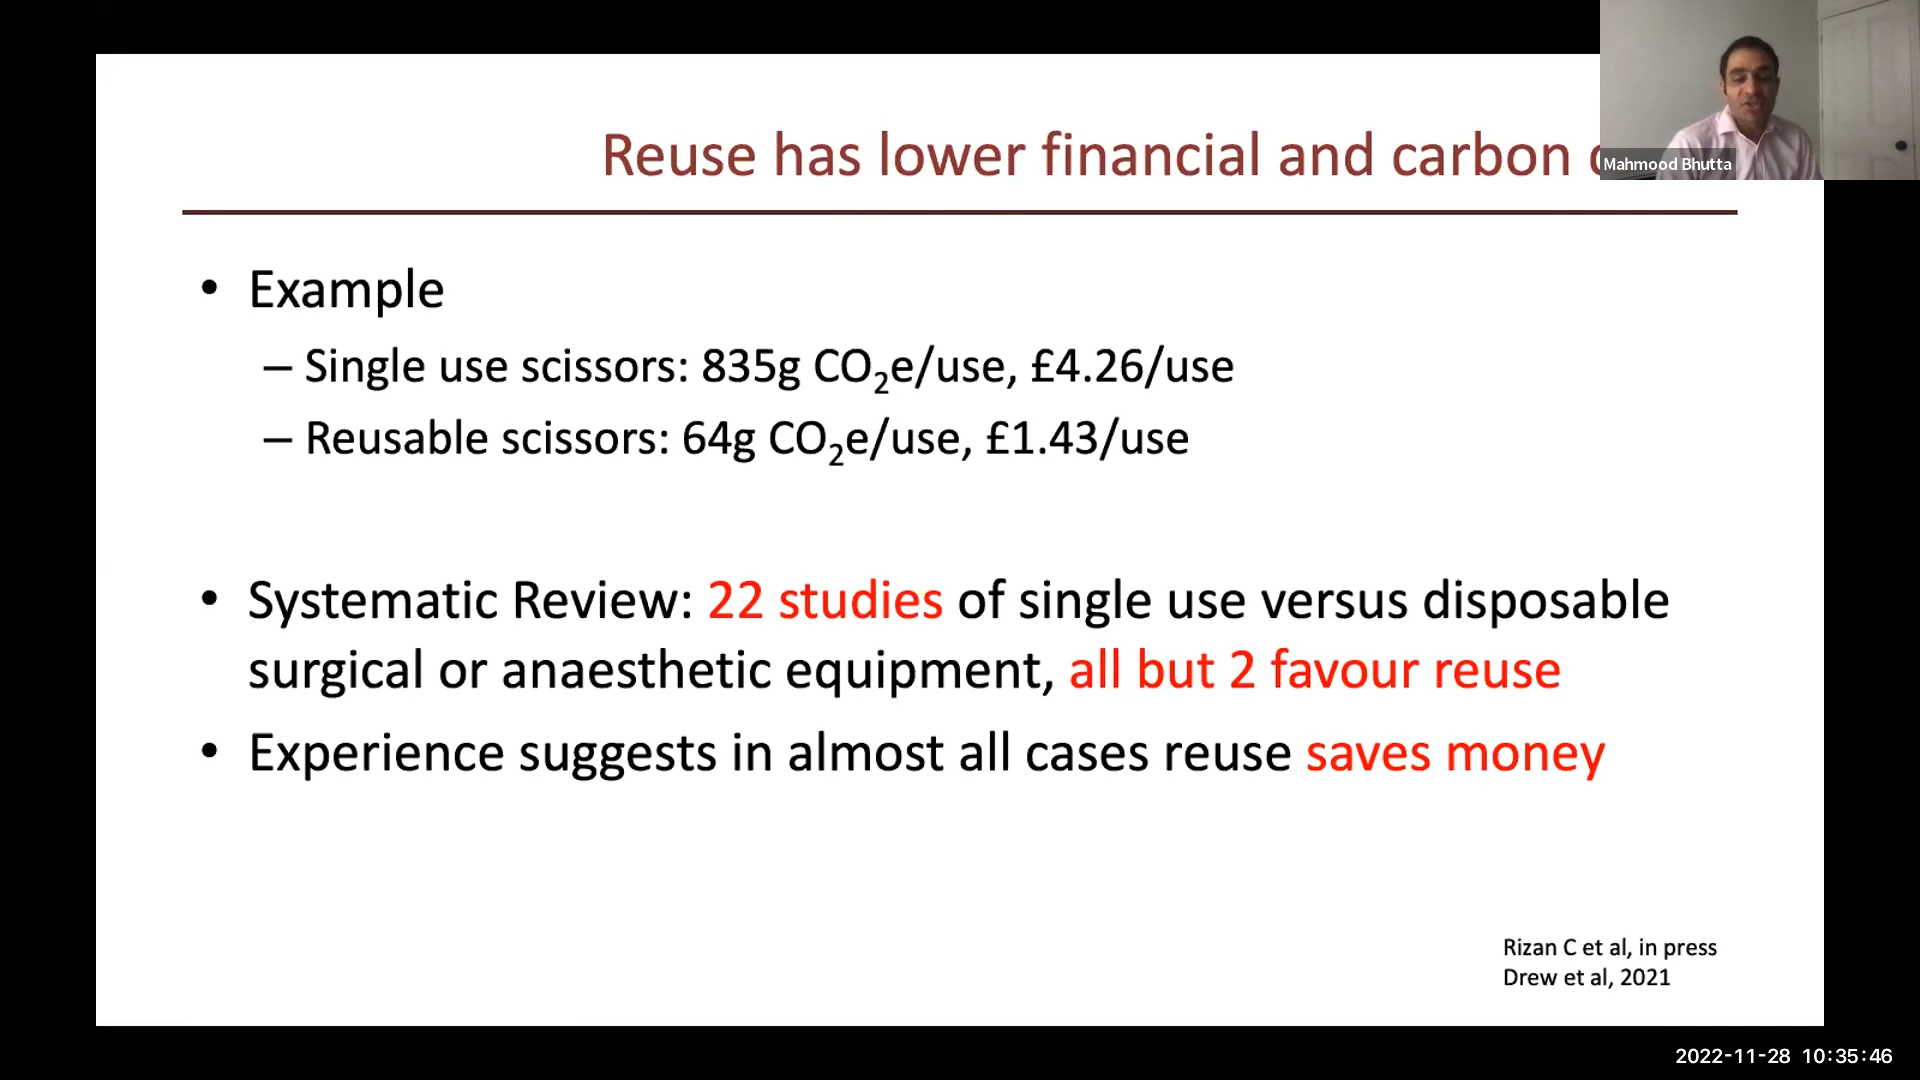 Reuse has lower financial and carbon
Mahmood Bhutta
• Example
– Single use scissors: 835g CO₂e/use, £4.26/use
– Reusable scissors: 64g CO₂e/use, £1.43/use
• Systematic Review: 22 studies of single use versus disposable
surgical or anaesthetic equipment, all but 2 favour reuse
• Experience suggests in almost all cases reuse saves money
Rizan C et al, in press
Drew et al, 2021
2022-11-28 10:35:46